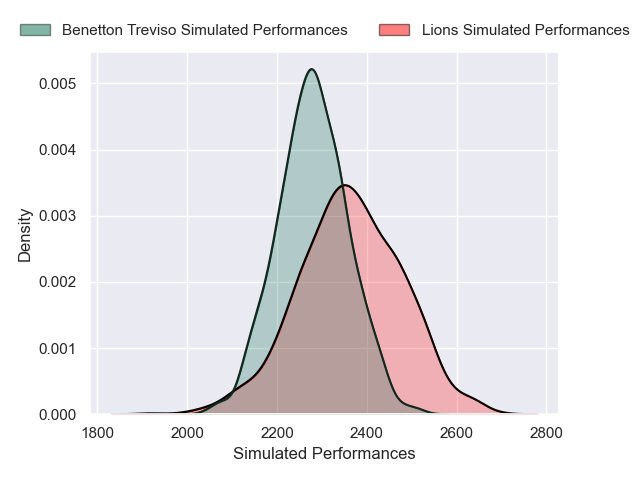 Benetton Treviso Simulated Performances Lions Simulated Performances
0.005
0.004
0.003
0.002
0.001
0.000
Density
1800 2000 2200 2400 2600 2800
Simulated Performances